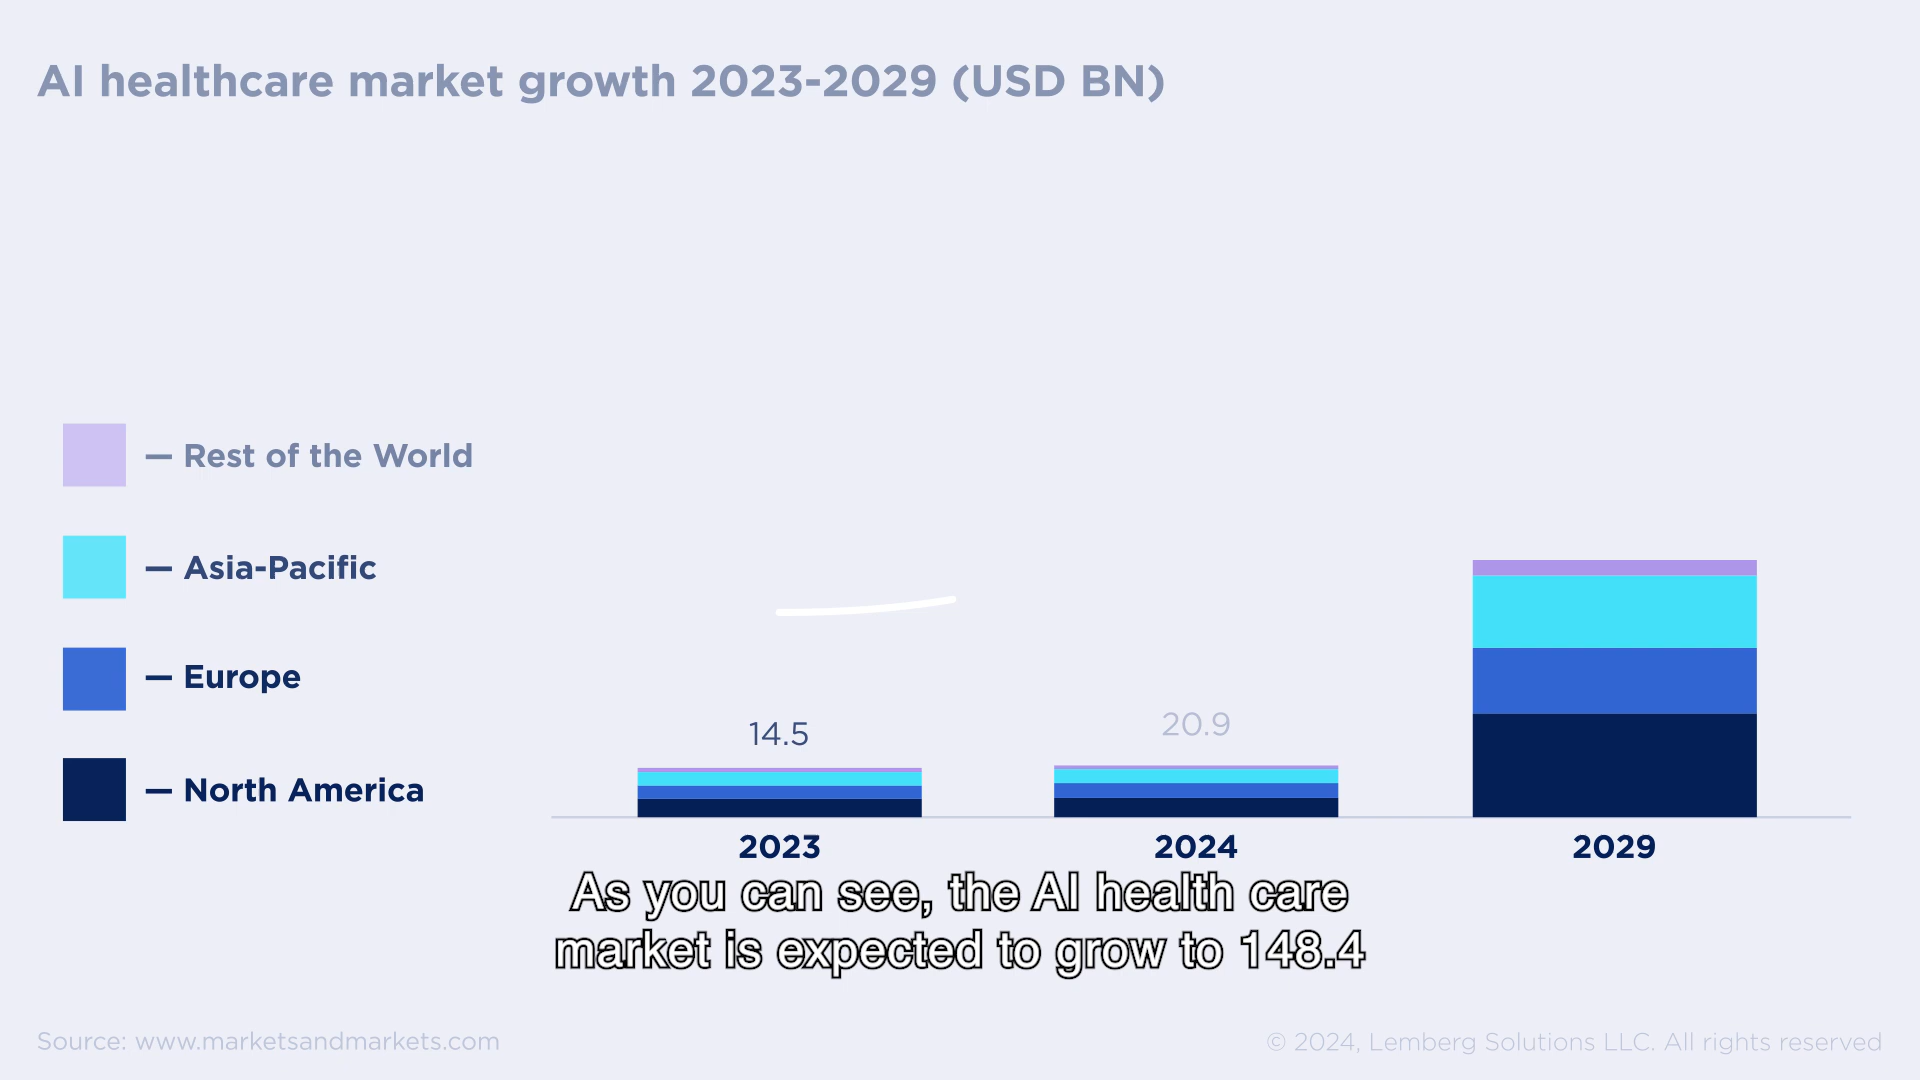 AI healthcare market growth 2023-2029 (USD BN)
— Rest of the World
— Asia-Pacific
— Europe
— North America
14.5
20.9
2023
2024
2029
As you can see, the AI health care
market is expected to grow to 148.4
Source: www.marketsandmarkets.com
© 2024, Lemberg Solutions LLC. All rights reserved